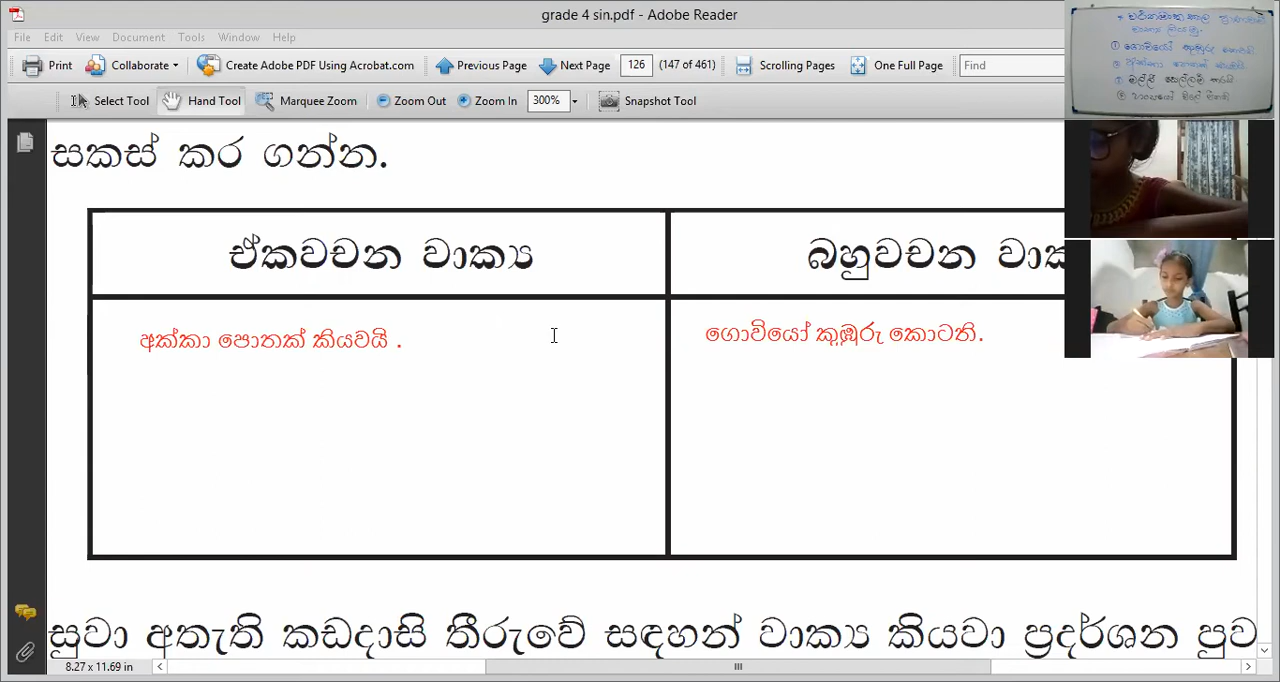 grade 4 sin.pdf - Adobe Reader
File Edit View Document Tools Window Help
Print Collaborate Create Adobe PDF Using Acrobat.com Previous Page Next Page 126 (147 of 461) Scrolling Pages One Full Page Find
Select Tool Hand Tool Marquee Zoom Zoom Out Zoom In 300% Snapshot Tool
සකස් කර ගන්න.
ඒකවචන වාක්‍ය
බහුවචන
අක්කා පොතක් කියවයි .
ගොවියෝ කුඹුරු කොටති.
සුවා අතැති කඩදාසි තීරුවේ සඳහන් වාක්‍ය කියවා ප්‍රදර්ශන පුව
8.27 x 11.69 in